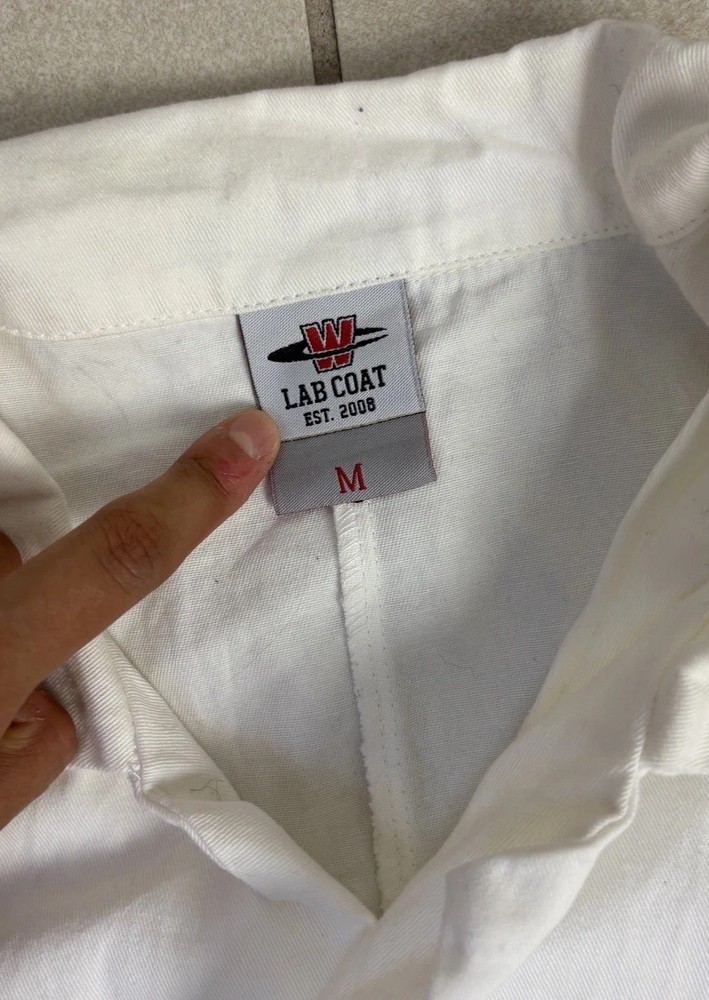 W
LAB COAT
EST. 2008
M